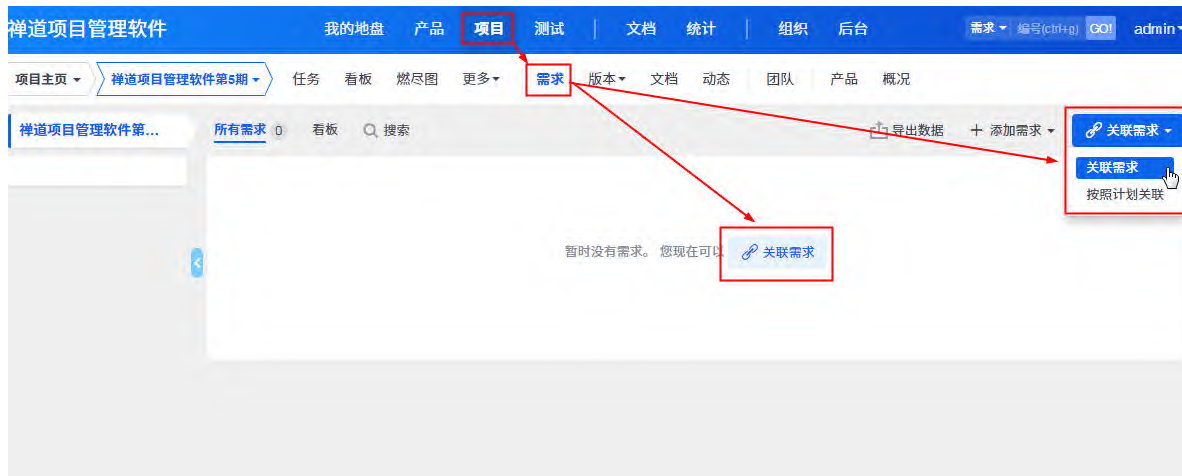 禅道项目管理软件 我的地盘 产品 项目 测试 文档 统计 组织 后台 需求 编号(ctrl+g) GO! admin
项目主页 禅道项目管理软件第5期 任务 看板 燃尽图 更多 需求 版本 文档 动态 团队 产品 概况
禅道项目管理软件第... 所有需求 0 看板 搜索 导出数据 添加需求 关联需求
关联需求
按照计划关联
暂时没有需求。 您现在可以 关联需求